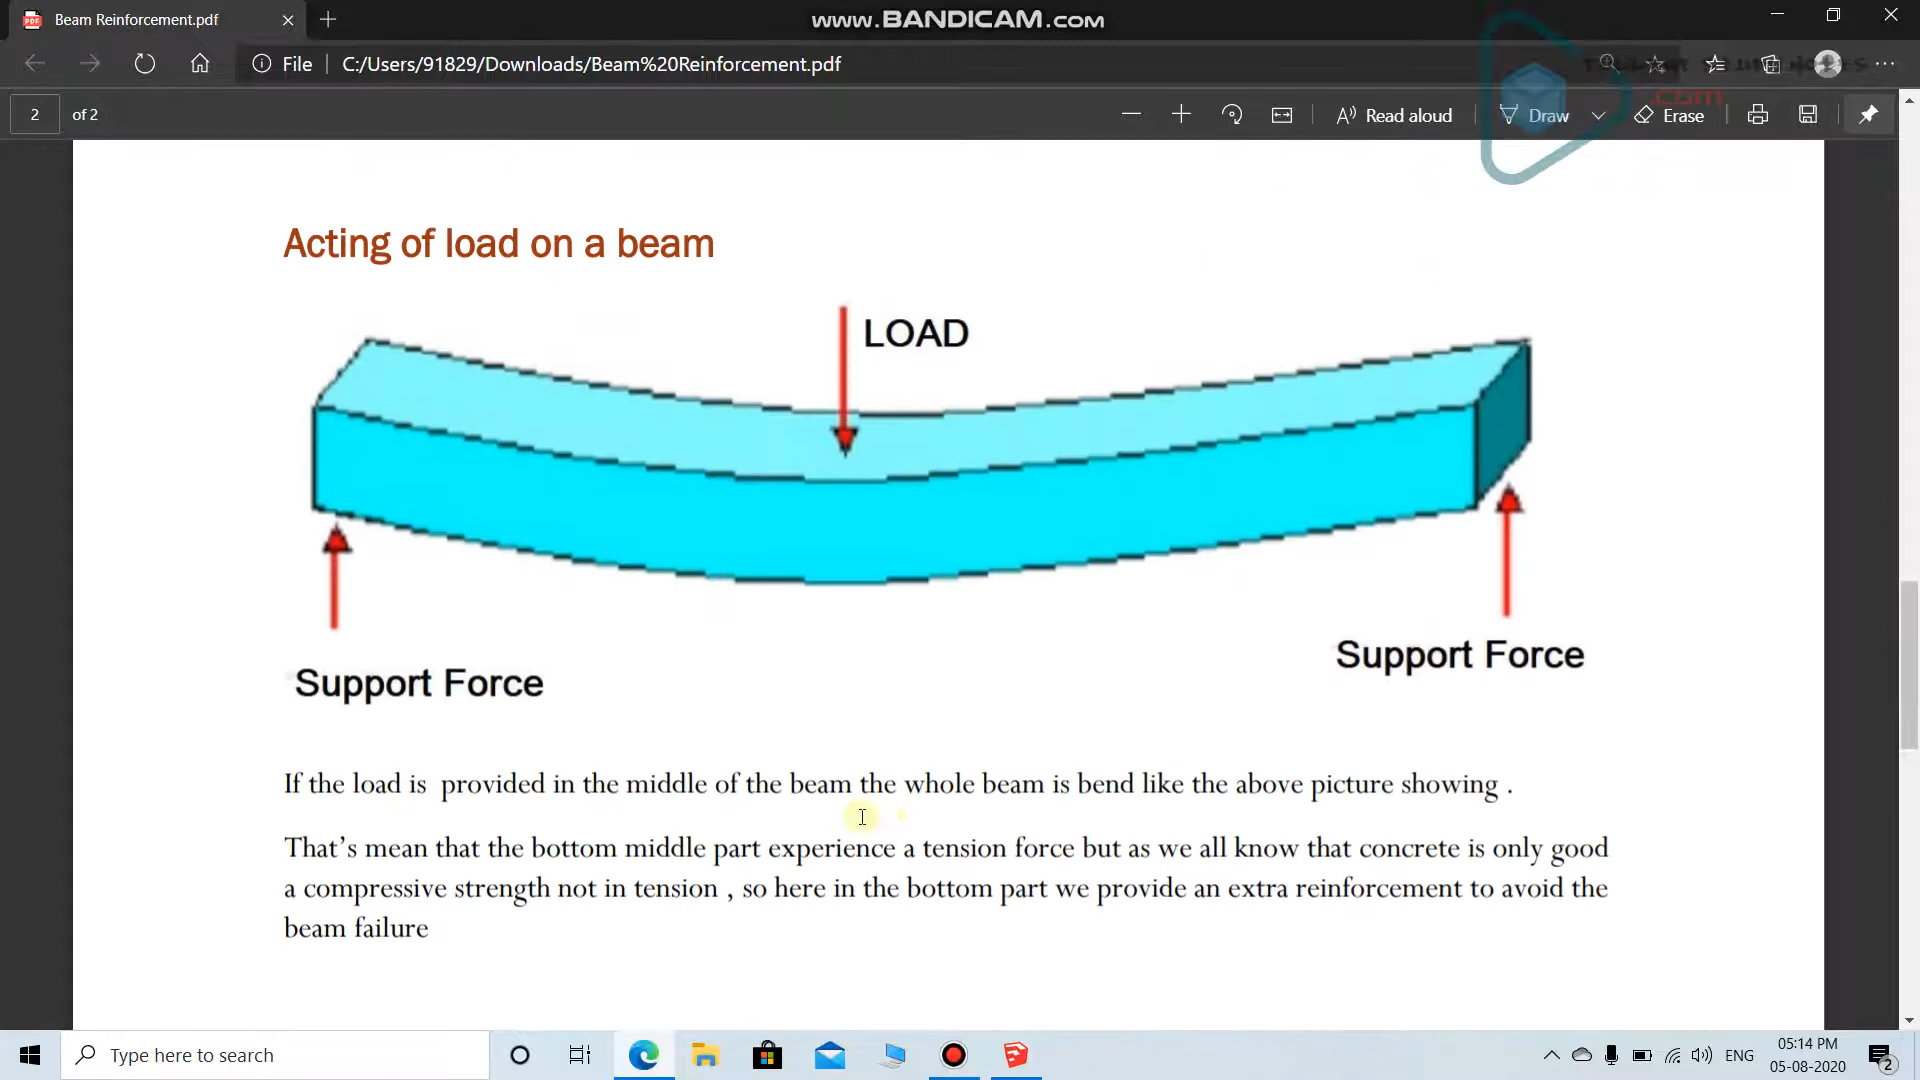 Beam Reinforcement.pdf
www.BANDICAM.com
File
C:/Users/91829/Downloads/Beam%20Reinforcement.pdf
.com
2 of 2
Read aloud
Draw
Erase
Acting of load on a beam
LOAD
Support Force
Support Force
If the load is provided in the middle of the beam the whole beam is bend like the above picture showing .
That's mean that the bottom middle part experience a tension force but as we all know that concrete is only good
a compressive strength not in tension , so here in the bottom part we provide an extra reinforcement to avoid the
beam failure
Type here to search
ENG
05:14 PM
05-08-2020
2